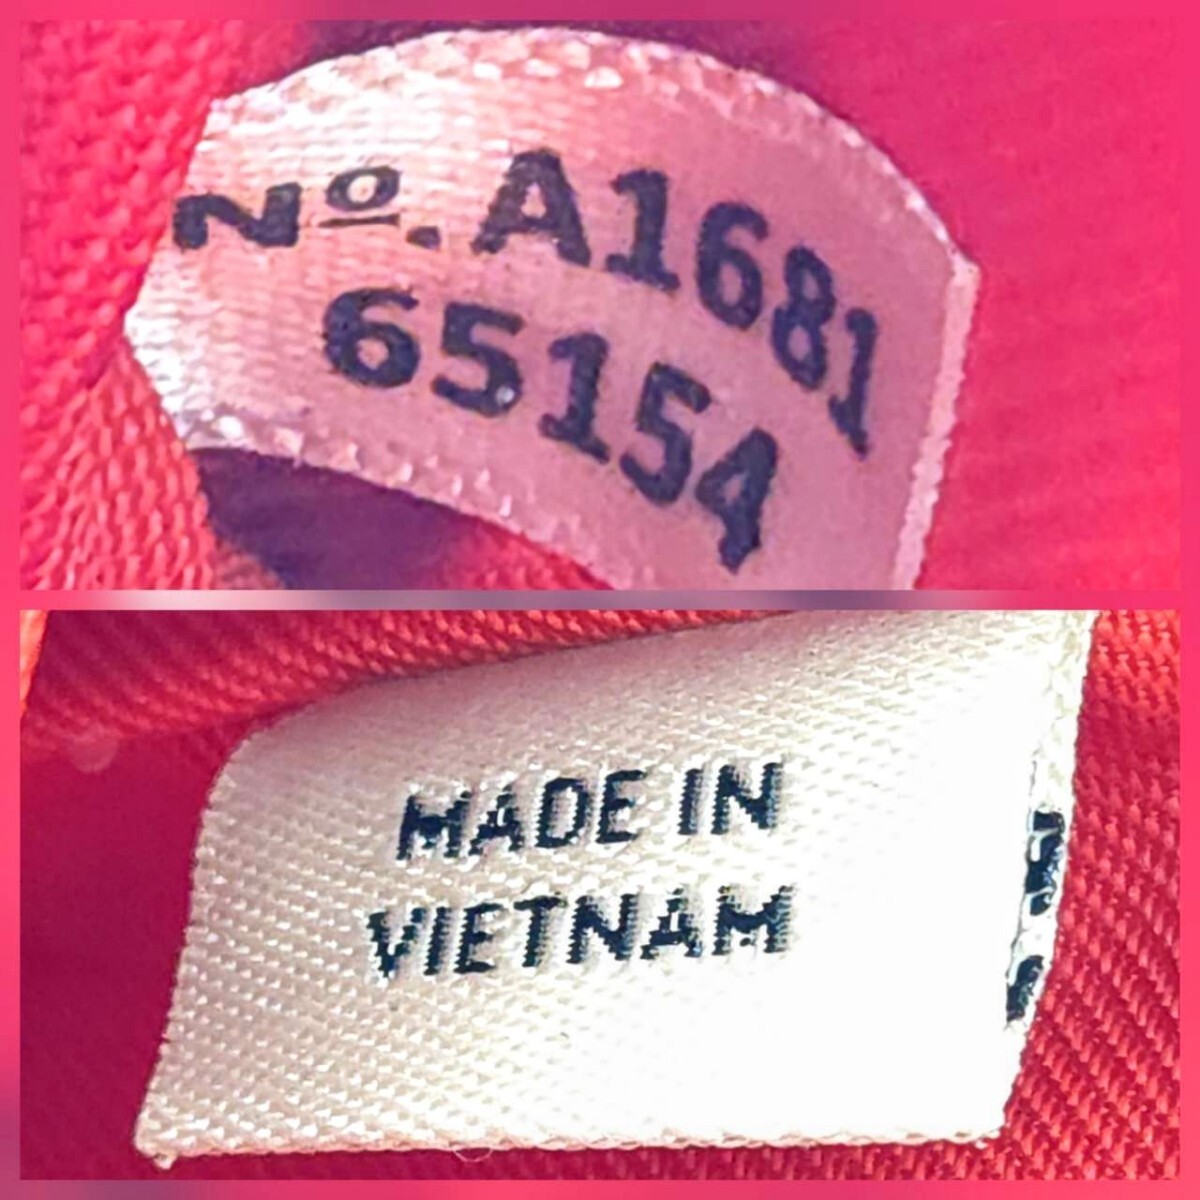 Nº. A1681
65154
MADE IN
VIETNAM